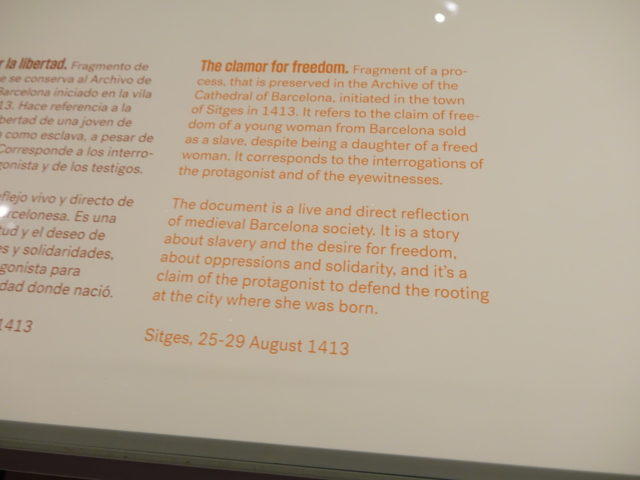 r la libertad. Fragmento de
e se conserva al Archivo de
Barcelona iniciado en la vila
13. Hace referencia a la
bertad de una joven de
como esclava, a pesar de
Corresponde a los interro-
gonista y de los testigos.
eflejo vivo y directo de
rcelonesa. Es una
tud y el deseo de
es y solidaridades,
gonista para
dad donde nació.
1413
The clamor for freedom. Fragment of a pro-
cess, that is preserved in the Archive of the
Cathedral of Barcelona, initiated in the town
of Sitges in 1413. It refers to the claim of free-
dom of a young woman from Barcelona sold
as a slave, despite being a daughter of a freed
woman. It corresponds to the interrogations of
the protagonist and of the eyewitnesses.
The document is a live and direct reflection
of medieval Barcelona society. It is a story
about slavery and the desire for freedom,
about oppressions and solidarity, and it's a
claim of the protagonist to defend the rooting
at the city where she was born.
Sitges, 25-29 August 1413